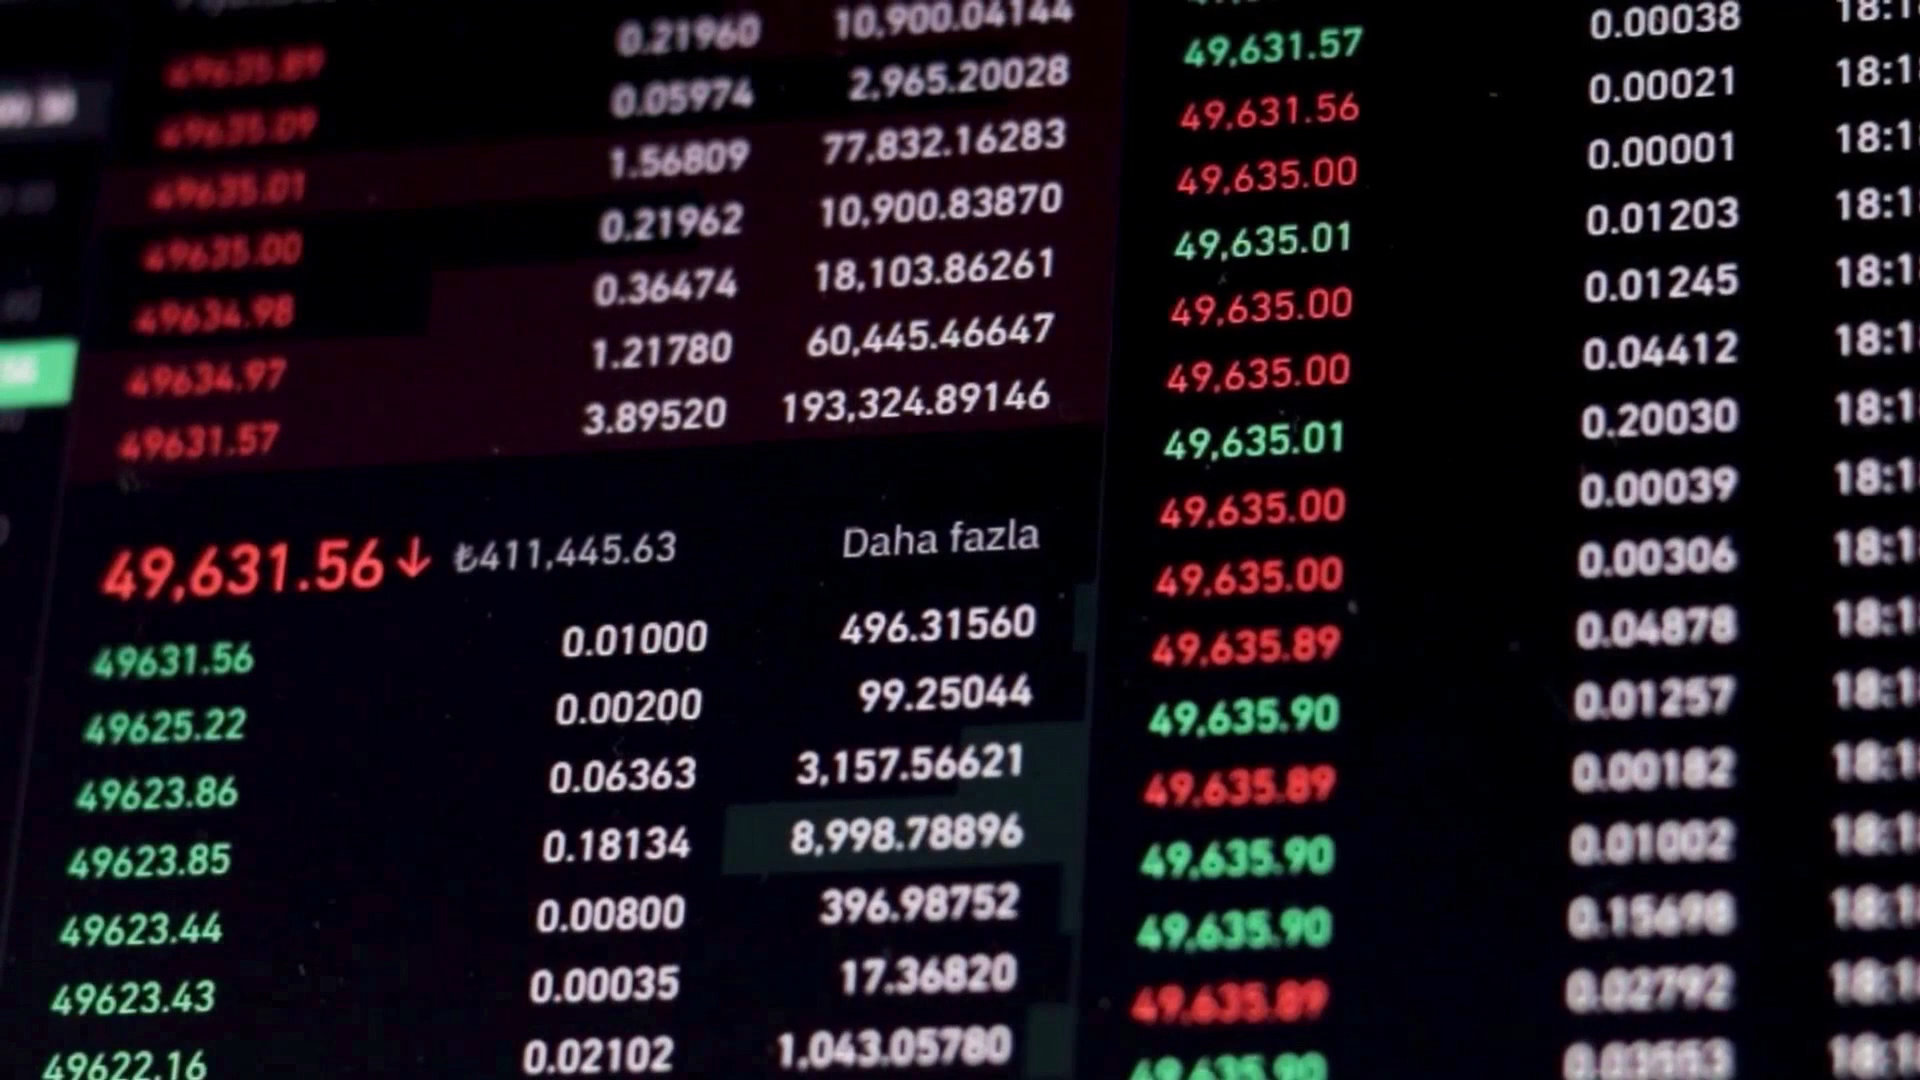 49635.89 0.21960 10,900.04144
49635.09 0.05974 2,965.20028
49635.01 1.56809 77,832.16283
49635.00 0.21962 10,900.83870
49634.98 0.36474 18,103.86261
49634.97 1.21780 60,445.46647
49631.57 3.89520 193,324.89146
49,631.56↓ ₺411,445.63 Daha fazla
49631.56 0.01000 496.31560
49625.22 0.00200 99.25044
49623.86 0.06363 3,157.56621
49623.85 0.18134 8,998.78896
49623.44 0.00800 396.98752
49623.43 0.00035 17.36820
49622.16 0.02102 1,043.05780
49,631.57 0.00038 18:1
49,631.56 0.00021 18:1
49,635.00 0.00001 18:1
49,635.01 0.01203 18:1
49,635.00 0.01245 18:1
49,635.00 0.04412 18:1
49,635.01 0.20030 18:1
49,635.00 0.00039 18:1
49,635.00 0.00306 18:1
49,635.89 0.04878 18:1
49,635.90 0.01257 18:1
49,635.89 0.00182 18:1
49,635.90 0.01002 18:1
49,635.90 0.15698 18:1
49,635.89 0.02792 18:1
49,635.90 0.03553 18:1